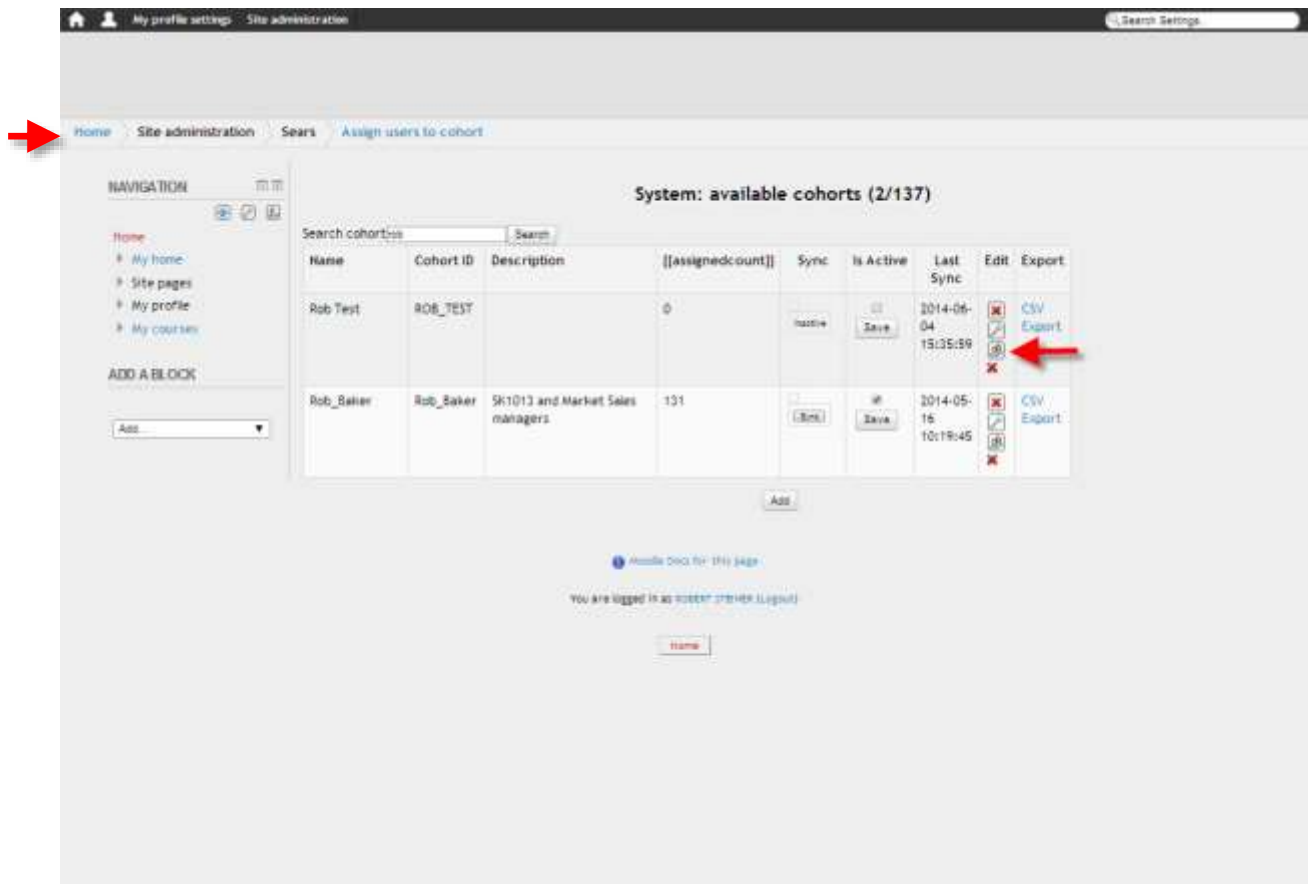 My profile settings Site administration
Search Settings
Home Site administration Sears Assign users to cohort
NAVIGATION
Home
My home
Site pages
My profile
My courses
ADD A BLOCK
Add...
System: available cohorts (2/137)
Search cohort: rob Search
Name Cohort ID Description [[assignedcount]] Sync Is Active Last Sync Edit Export
Rob Test ROB_TEST 0 Inactive Save 2014-06-04 15:35:59 CSV Export
Rob_Baker Rob_Baker SK1013 and Market Sales managers 131 Save 2014-05-16 10:19:45 CSV Export
Add
Moodle Docs for this page
You are logged in as ROBERT (Logout)
Home